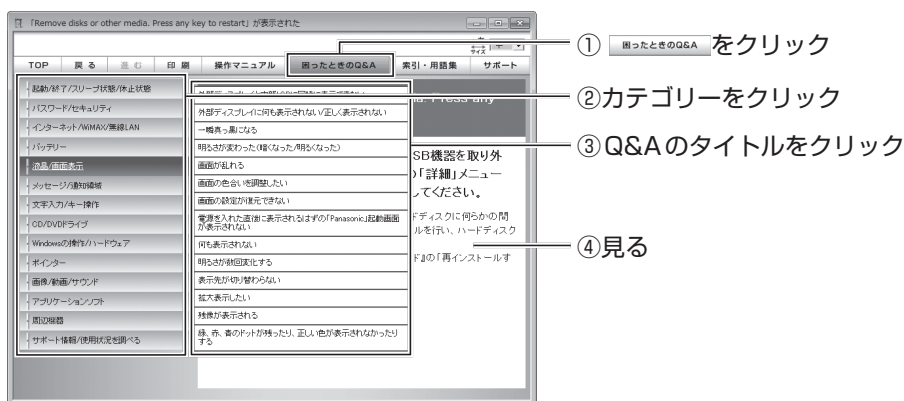 「Remove disks or other media. Press any key to restart」が表示された
サイズ 中
TOP 戻る 進む 印刷 操作マニュアル 困ったときのQ&A 索引・用語集 サポート
起動/終了/スリープ状態/休止状態
パスワード/セキュリティ
インターネット/WiMAX/無線LAN
バッテリー
液晶/画面表示
メッセージ/通知領域
文字入力/キー操作
CD/DVDドライブ
Windowsの操作/ハードウェア
ポインター
画像/動画/サウンド
アプリケーションソフト
周辺機器
サポート情報/使用状況を調べる
外部ディスプレイに何も表示されない/正しく表示されない
一瞬真っ黒になる
明るさが変わった(暗くなった/明るくなった)
画面が乱れる
画面の色合いを調整したい
画面の設定が復元できない
電源を入れた直後に表示されるはずの「Panasonic」起動画面
が表示されない
何も表示されない
明るさが数回変化する
表示先が切り替わらない
拡大表示したい
残像が表示される
緑、赤、青のドットが残ったり、正しい色が表示されなかったり
する
Press any
SB機器を取り外
の「詳細」メニュー
してください。
ードディスクに何らかの問
ルを行い、ハードディスク
ド』の「再インストールす
① 困ったときのQ&A をクリック
②カテゴリーをクリック
③Q&Aのタイトルをクリック
④見る